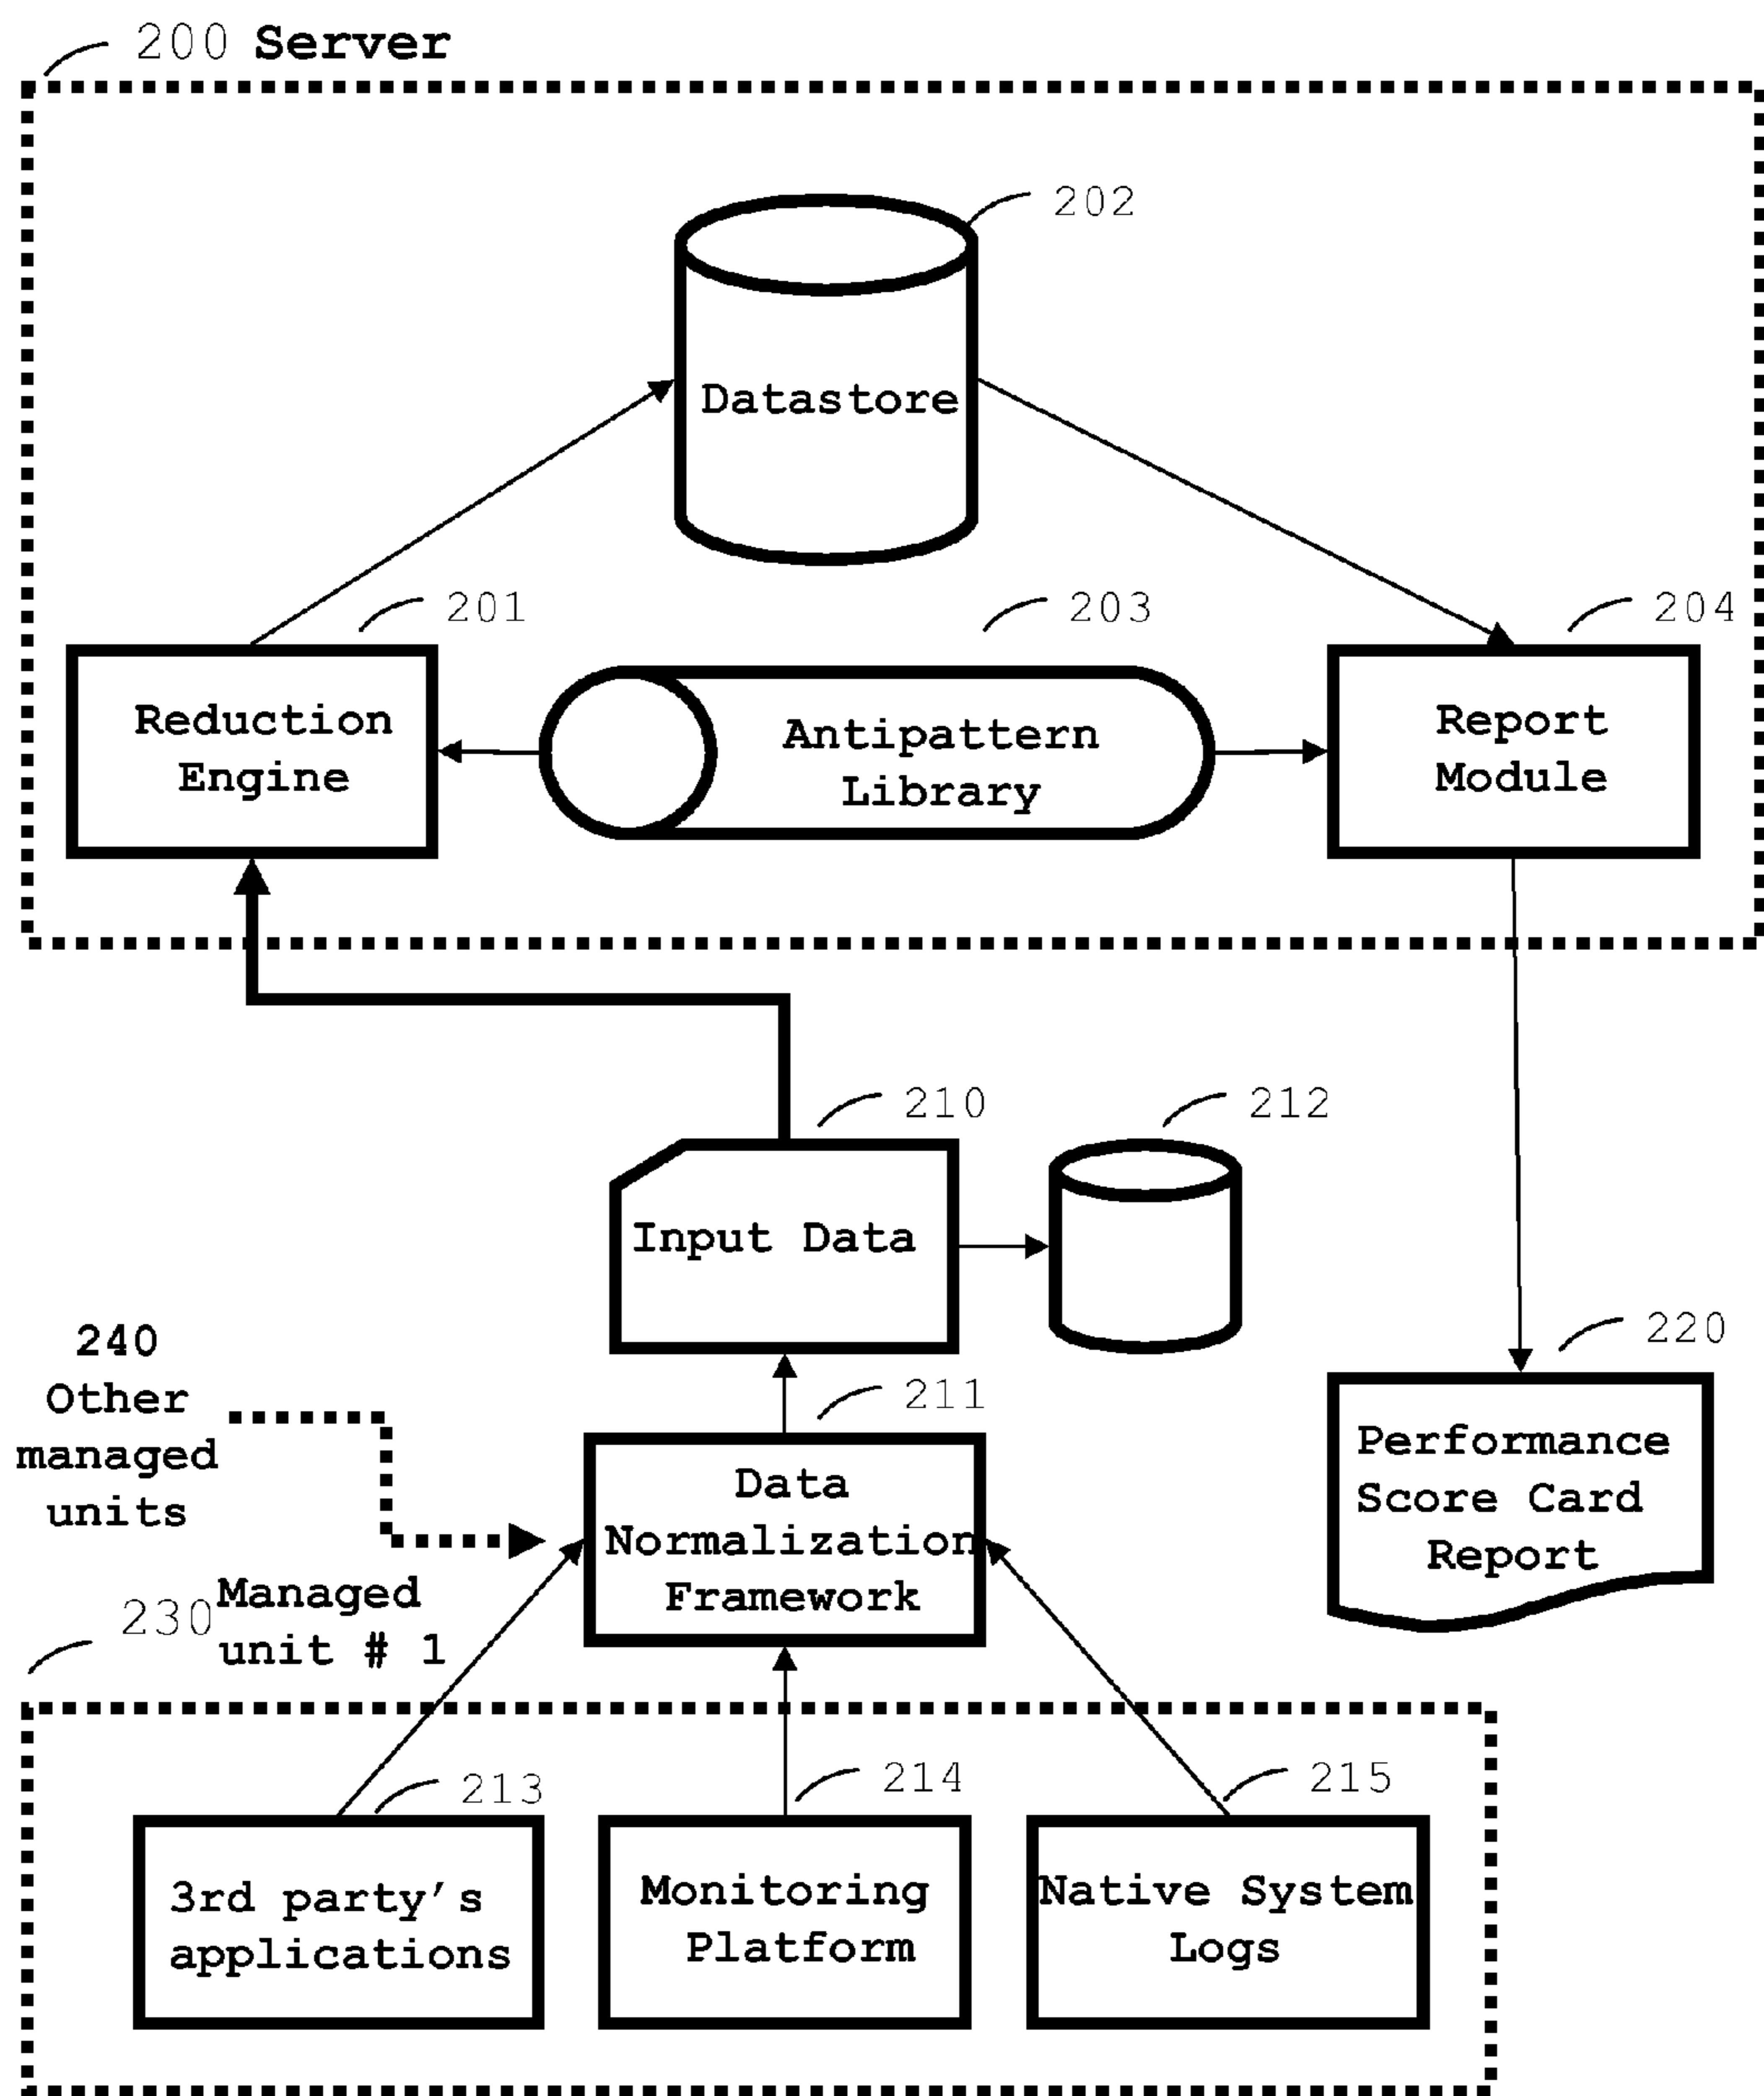 200 Server
202
Datastore
201
203
204
Reduction
Engine
Antipattern
Library
Report
Module
210
212
Input Data
240
Other
managed
units
211
220
Data
Normalization
Framework
Performance
Score Card
Report
230
Managed
unit # 1
213
214
215
3rd party's
applications
Monitoring
Platform
Native System
Logs